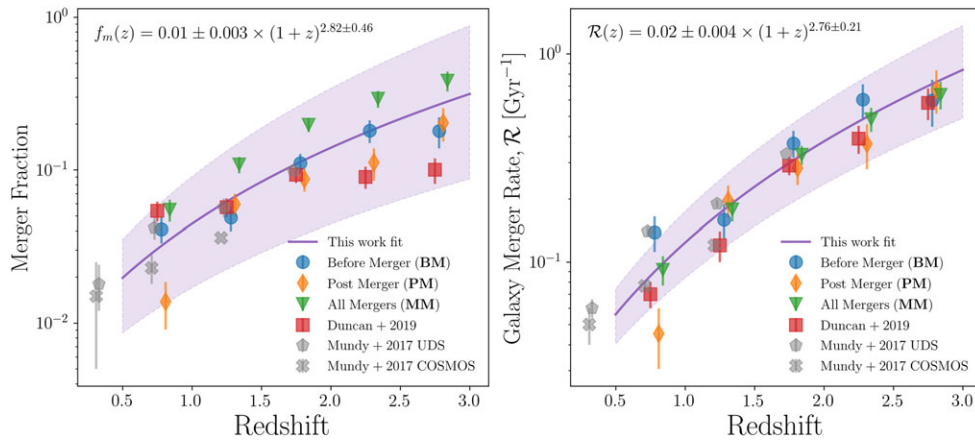 f_m(z) = 0.01 ± 0.003 × (1 + z)^{2.82±0.46}
10^0
10^{-1}
10^{-2}
Merger Fraction
This work fit
Before Merger (BM)
Post Merger (PM)
All Mergers (MM)
Duncan + 2019
Mundy + 2017 UDS
Mundy + 2017 COSMOS
0.5 1.0 1.5 2.0 2.5 3.0
Redshift
ℛ(z) = 0.02 ± 0.004 × (1 + z)^{2.76±0.21}
10^0
10^{-1}
Galaxy Merger Rate, ℛ [Gyr^{-1}]
This work fit
Before Merger (BM)
Post Merger (PM)
All Mergers (MM)
Duncan + 2019
Mundy + 2017 UDS
Mundy + 2017 COSMOS
0.5 1.0 1.5 2.0 2.5 3.0
Redshift